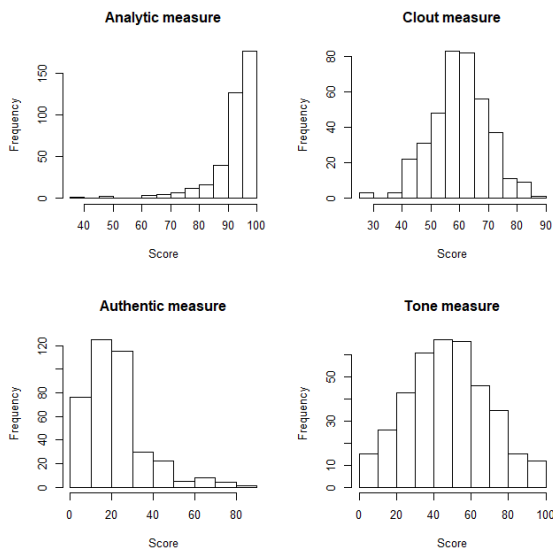 Analytic measure
Frequency
0
50
100
150
40 50 60 70 80 90 100
Score
Clout measure
Frequency
0
20
40
60
80
30 40 50 60 70 80 90
Score
Authentic measure
Frequency
0
20
40
60
80
120
0 20 40 60 80
Score
Tone measure
Frequency
0
10
30
50
0 20 40 60 80 100
Score